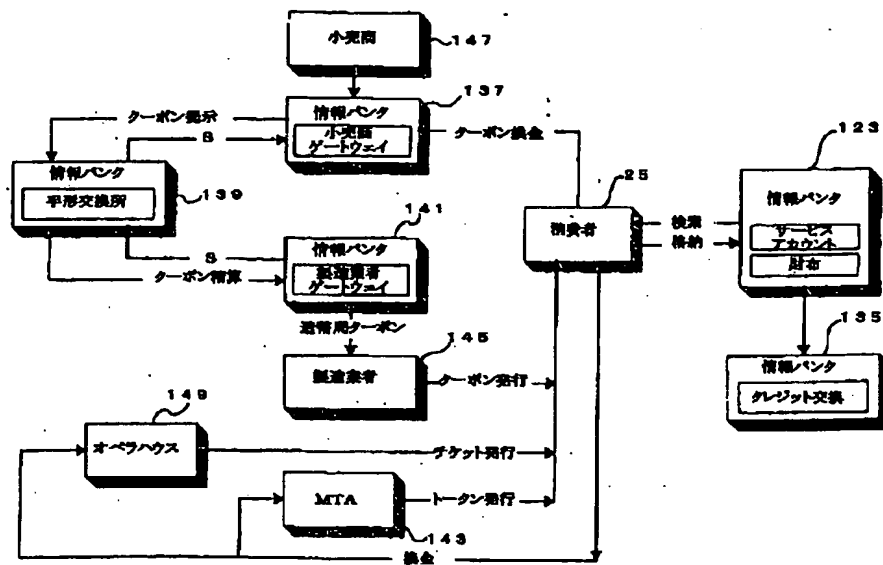 小売商
147
137
情報バンク
小売商
ゲートウェイ
クーポン提示
S
クーポン換金
情報バンク
手形交換所
139
25
消費者
123
情報バンク
サービス
アカウント
財布
検索
格納
141
情報バンク
製造業者
ゲートウェイ
S
クーポン精算
クーポン
145
製造業者
クーポン発行
135
情報バンク
クレジット交換
149
オペラハウス
チケット発行
MTA
トークン発行
143
換金